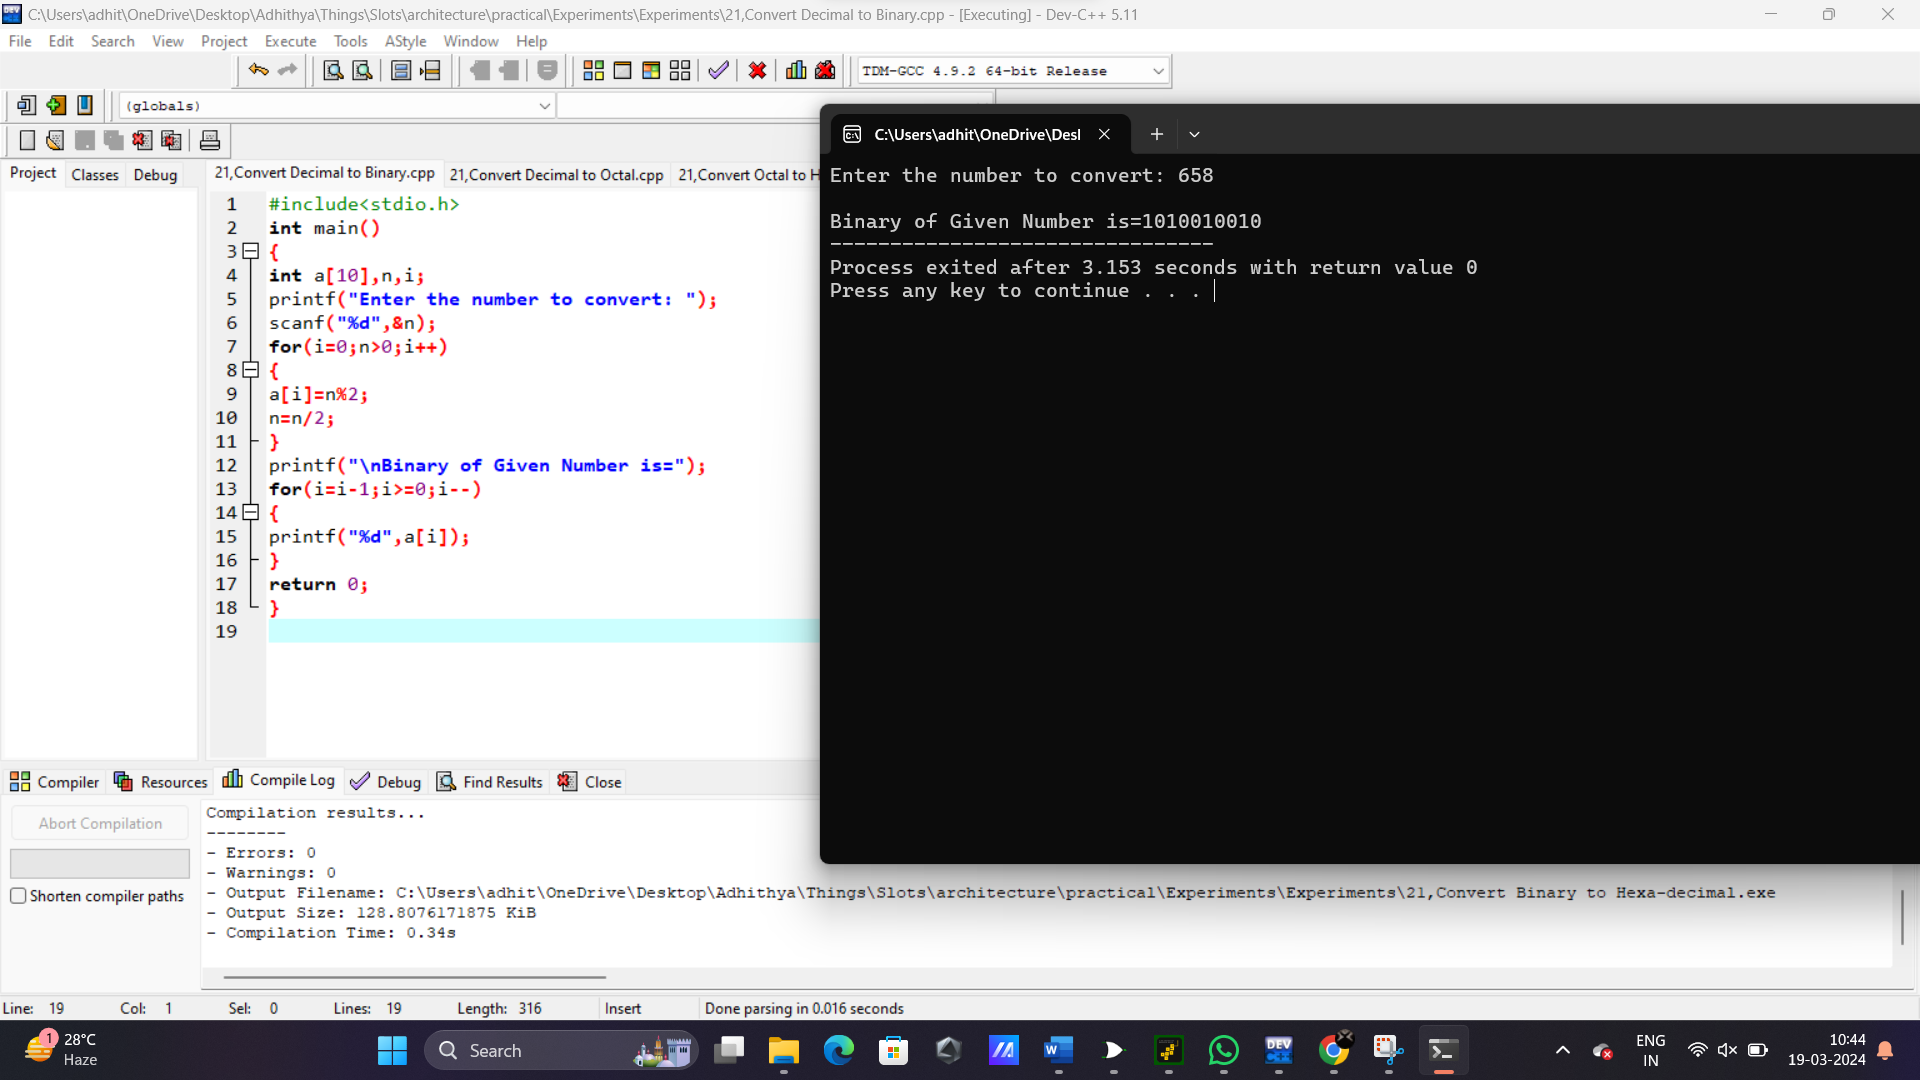 C:\Users\adhit\OneDrive\Desktop\Adhithya\Things\Slots\architecture\practical\Experiments\Experiments\21,Convert Decimal to Binary.cpp - [Executing] - Dev-C++ 5.11
File Edit Search View Project Execute Tools AStyle Window Help
TDM-GCC 4.9.2 64-bit Release
(globals)
Project Classes Debug
21,Convert Decimal to Binary.cpp 21,Convert Decimal to Octal.cpp 21,Convert Octal to H
1 #include<stdio.h>
2 int main()
3 {
4 int a[10],n,i;
5 printf("Enter the number to convert: ");
6 scanf("%d",&n);
7 for(i=0;n>0;i++)
8 {
9 a[i]=n%2;
10 n=n/2;
11 }
12 printf("\nBinary of Given Number is=");
13 for(i=i-1;i>=0;i--)
14 {
15 printf("%d",a[i]);
16 }
17 return 0;
18 }
19
C:\Users\adhit\OneDrive\Desl
Enter the number to convert: 658
Binary of Given Number is=1010010010
--------------------------------
Process exited after 3.153 seconds with return value 0
Press any key to continue . . .
Compiler Resources Compile Log Debug Find Results Close
Abort Compilation
Shorten compiler paths
Compilation results...
--------
- Errors: 0
- Warnings: 0
- Output Filename: C:\Users\adhit\OneDrive\Desktop\Adhithya\Things\Slots\architecture\practical\Experiments\Experiments\21,Convert Binary to Hexa-decimal.exe
- Output Size: 128.8076171875 KiB
- Compilation Time: 0.34s
Line: 19 Col: 1 Sel: 0 Lines: 19 Length: 316 Insert Done parsing in 0.016 seconds
1
28°C
Haze
Search
DEV
ENG
IN
10:44
19-03-2024